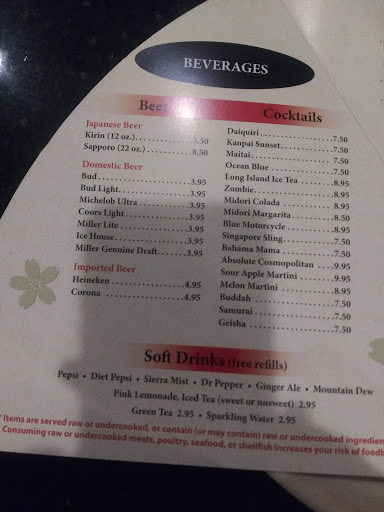 BEVERAGES
Beer
Japanese Beer
Kirin (12 oz.)..............5.50
Sapporo (22 oz.)...........8.50
Domestic Beer
Bud.......................3.95
Bud Light.................3.95
Michelob Ultra............3.95
Coors Light...............3.95
Miller Lite...............3.95
Ice House.................3.95
Miller Genuine Draft.......3.95
Imported Beer
Heineken..................4.95
Corona....................4.95
Cocktails
Daiquiri..................7.50
Kanpai Sunset.............7.50
Maitai....................7.50
Ocean Blue................7.50
Long Island Ice Tea........8.95
Zombie....................8.95
Midori Colada.............8.95
Midori Margarita..........8.50
Blue Motorcycle...........8.95
Singapore Sling...........7.50
Bahama Mama...............7.50
Absolute Cosmopolitan.....9.95
Sour Apple Martini........9.95
Melon Martini.............8.95
Buddah....................7.50
Samurai...................7.50
Geisha....................7.50
Soft Drinks (free refills)
Pepsi • Diet Pepsi • Sierra Mist • Dr Pepper • Ginger Ale • Mountain Dew
Pink Lemonade, Iced Tea (sweet or unsweet) 2.95
Green Tea 2.95 • Sparkling Water 2.95
* Items are served raw or undercooked, or contain (or may contain) raw or undercooked ingredien
Consuming raw or undercooked meats, poultry, seafood, or shellfish increases your risk of foodb